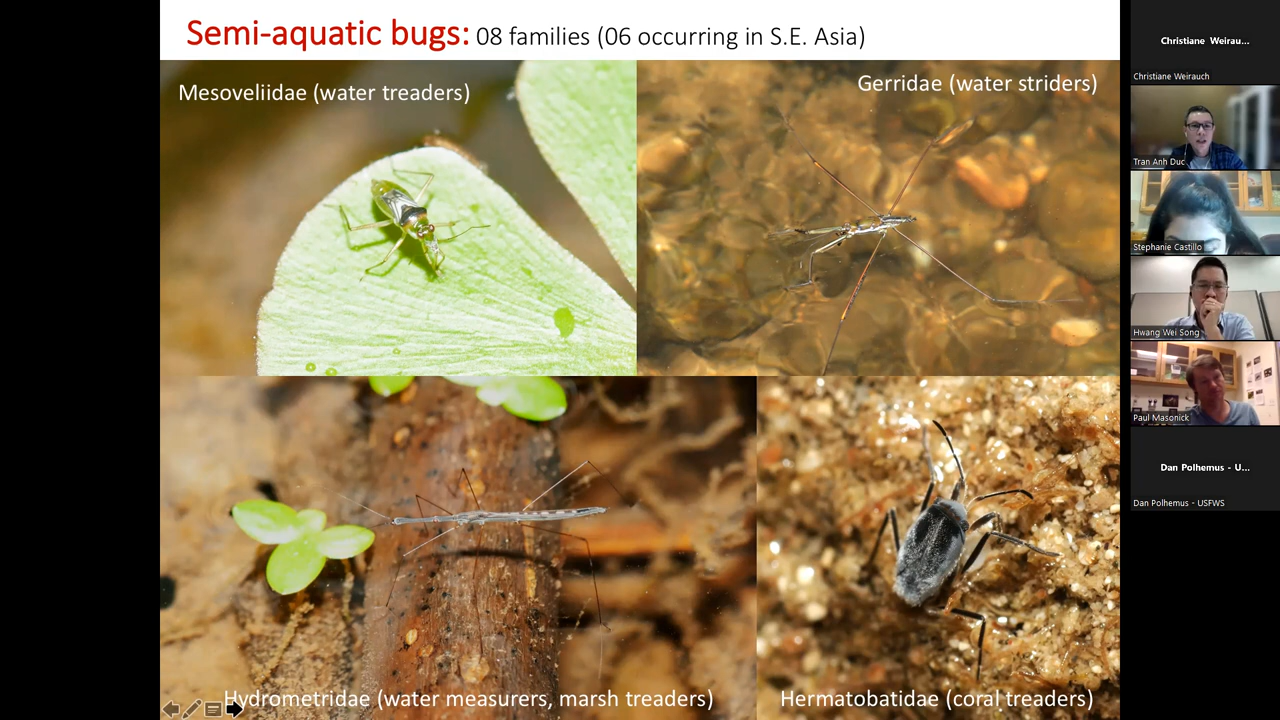 Semi-aquatic bugs: 08 families (06 occurring in S.E. Asia)
Mesoveliidae (water treaders)
Gerridae (water striders)
Hydrometridae (water measurers, marsh treaders)
Hermatobatidae (coral treaders)
Christiane Weirau...
Christiane Weirauch
Tran Anh Duc
Stephanie Castillo
Hwang Wei Song
Paul Masonick
Dan Polhemus - U...
Dan Polhemus - USFWS